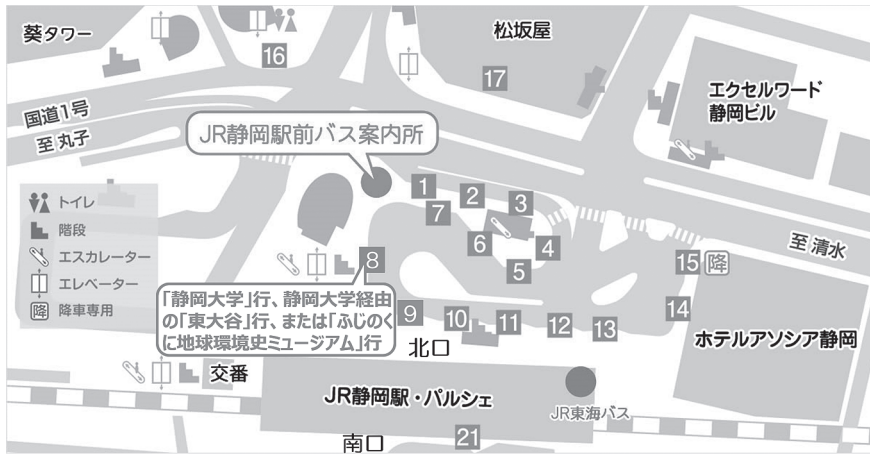 葵タワー
16
松坂屋
17
エクセルワード
静岡ビル
国道1号
至丸子
JR静岡駅前バス案内所
1
2
3
7
6
4
5
トイレ
階段
エスカレーター
エレベーター
降 降車専用
8
「静岡大学」行、静岡大学経由
の「東大谷」行、または「ふじのく
に地球環境史ミュージアム」行
至清水
15 降
14
9
10
11
12
13
北口
ホテルアソシア静岡
交番
JR静岡駅・パルシェ
JR東海バス
南口
21